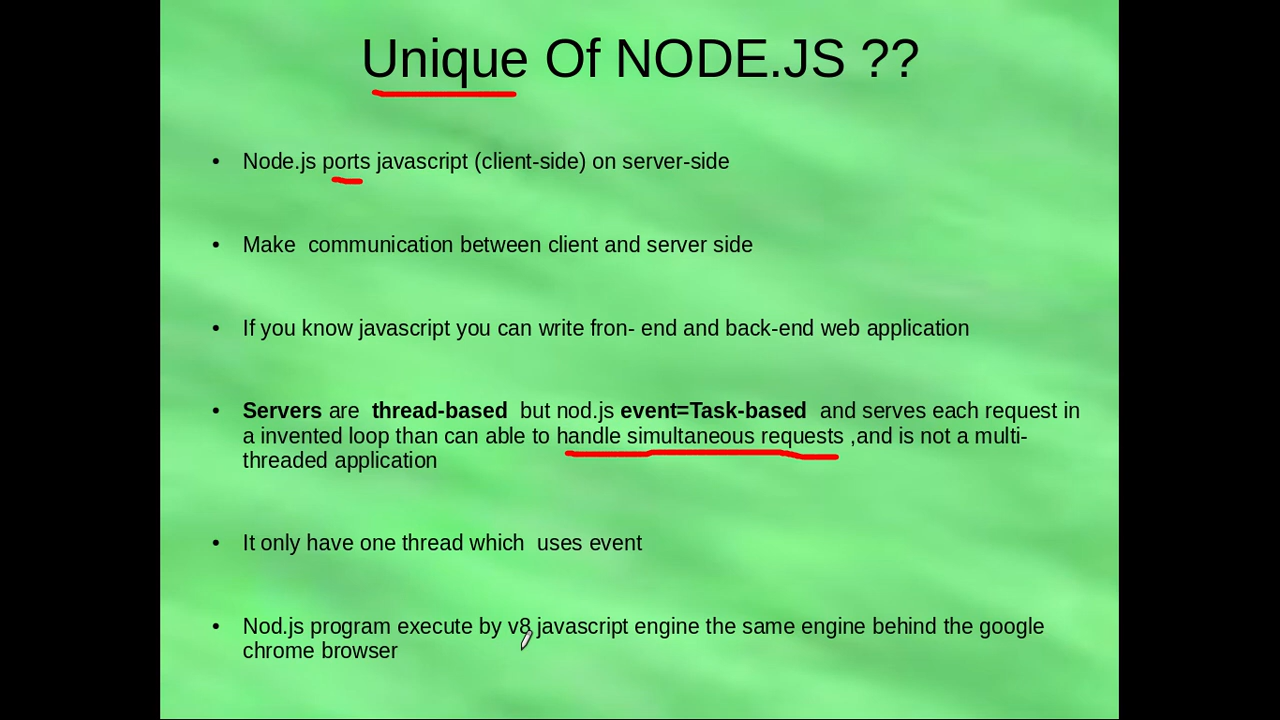 Unique Of NODE.JS ??
• Node.js ports javascript (client-side) on server-side
• Make  communication between client and server side
• If you know javascript you can write fron- end and back-end web application
• Servers are  thread-based  but nod.js event=Task-based  and serves each request in
a invented loop than can able to handle simultaneous requests ,and is not a multi-
threaded application
• It only have one thread which  uses event
• Nod.js program execute by v8 javascript engine the same engine behind the google
chrome browser